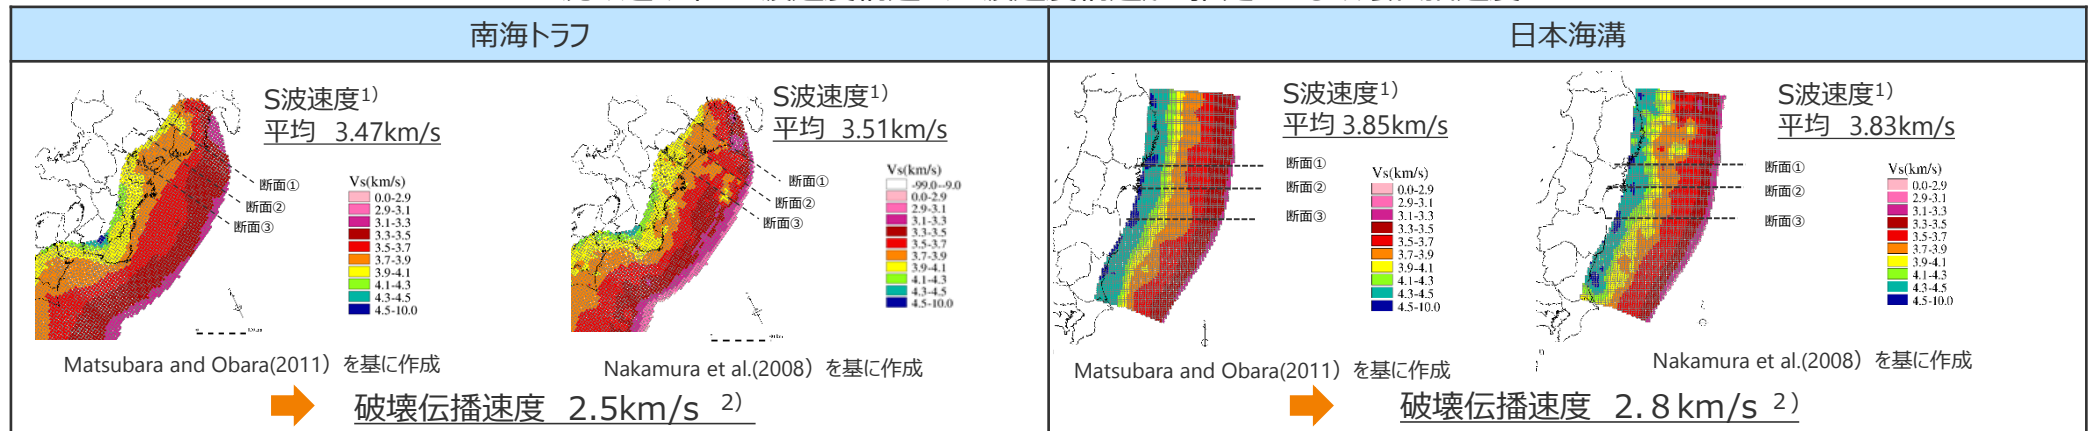 南海トラフ
日本海溝
S波速度1)
平均 3.47km/s
断面①
断面②
断面③
Vs(km/s)
0.0-2.9
2.9-3.1
3.1-3.3
3.3-3.5
3.5-3.7
3.7-3.9
3.9-4.1
4.1-4.3
4.3-4.5
4.5-10.0
Matsubara and Obara(2011）を基に作成
S波速度1)
平均 3.51km/s
断面①
断面②
断面③
Vs(km/s)
-99.0--9.0
0.0-2.9
2.9-3.1
3.1-3.3
3.3-3.5
3.5-3.7
3.7-3.9
3.9-4.1
4.1-4.3
4.3-4.5
4.5-10.0
Nakamura et al.(2008）を基に作成
破壊伝播速度 2.5km/s 2)
S波速度1)
平均 3.85km/s
断面①
断面②
断面③
Vs(km/s)
0.0-2.9
2.9-3.1
3.1-3.3
3.3-3.5
3.5-3.7
3.7-3.9
3.9-4.1
4.1-4.3
4.3-4.5
4.5-10.0
Matsubara and Obara(2011）を基に作成
S波速度1)
平均 3.83km/s
断面①
断面②
断面③
Vs(km/s)
0.0-2.9
2.9-3.1
3.1-3.3
3.3-3.5
3.5-3.7
3.7-3.9
3.9-4.1
4.1-4.3
4.3-4.5
4.5-10.0
Nakamura et al.(2008）を基に作成
破壊伝播速度 2.8km/s 2)